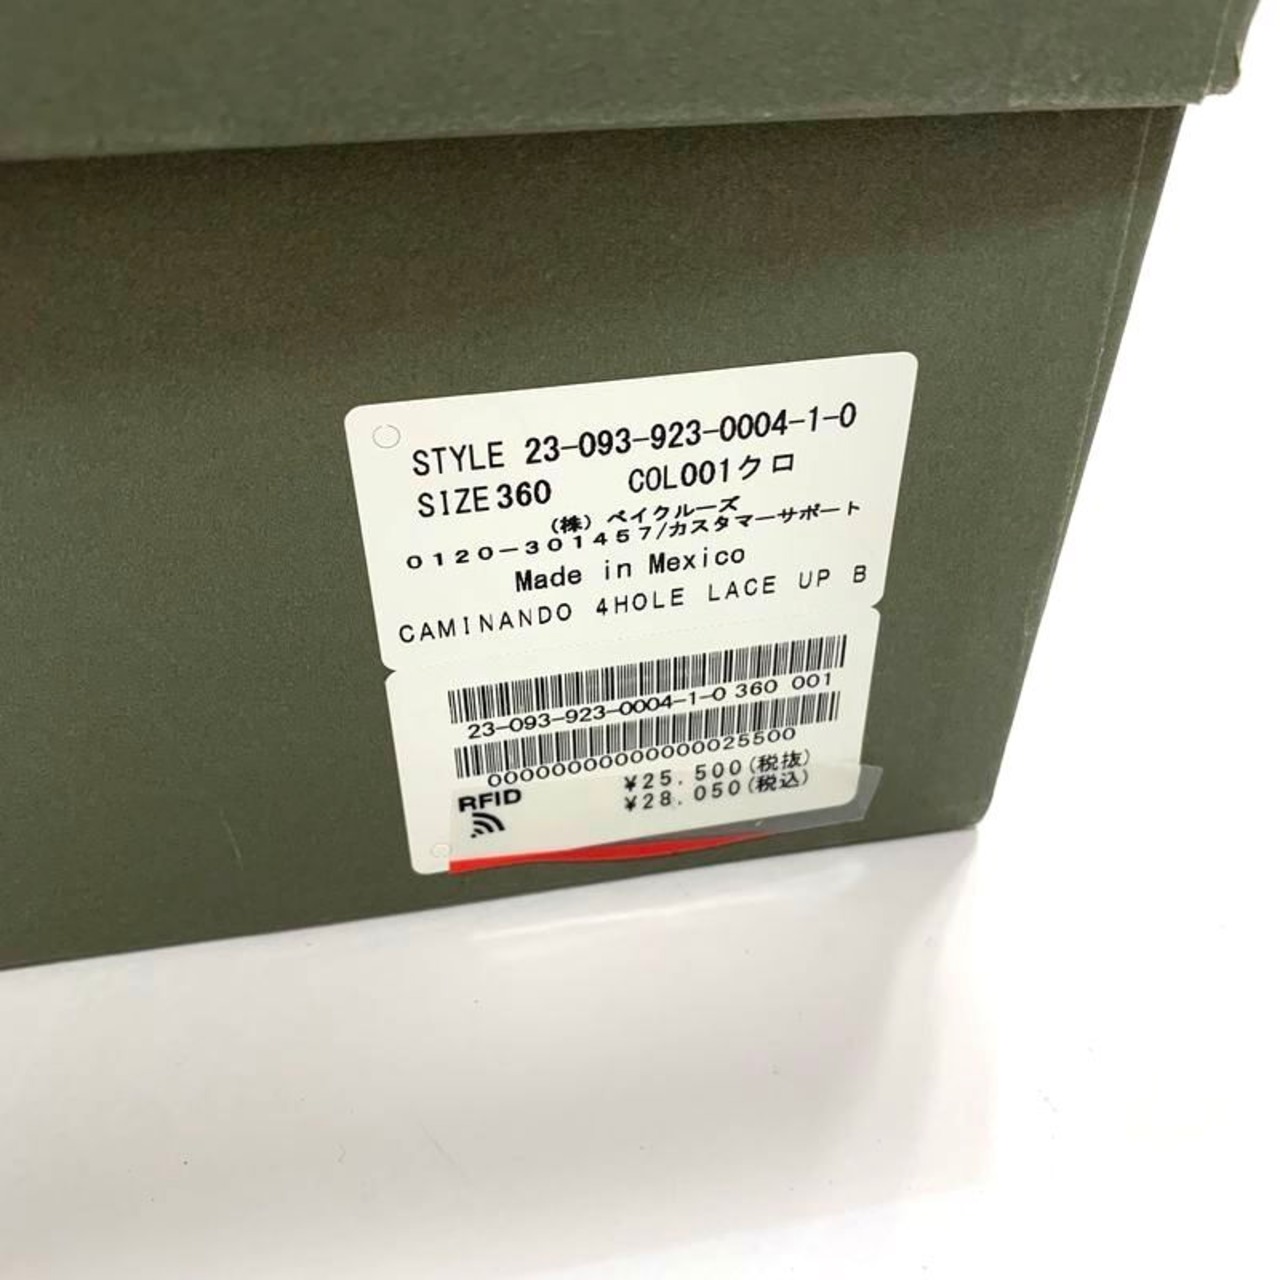 STYLE 23-093-923-0004-1-0
SIZE360 COL001クロ
(株) ベイクルーズ
0120-301457/カスタマーサポート
Made in Mexico
CAMINANDO 4HOLE LACE UP B
23-093-923-0004-1-0 360 001
0000000000000000025500
¥25.500(税抜)
¥28.050(税込)
RFID